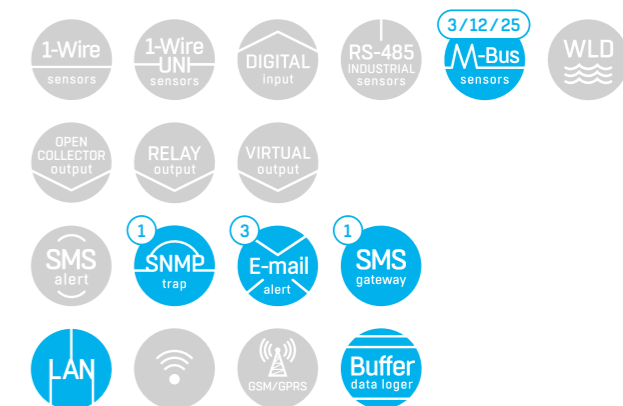 3/12/25
1-Wire
sensors
1-Wire
UNI
sensors
DIGITAL
input
RS-485
INDUSTRIAL
sensors
M-Bus
sensors
WLD
OPEN
COLLECTOR
output
RELAY
output
VIRTUAL
output
SMS
alert
1
SNMP
trap
3
E-mail
alert
1
SMS
gateway
LAN
GSM/GPRS
Buffer
data loger